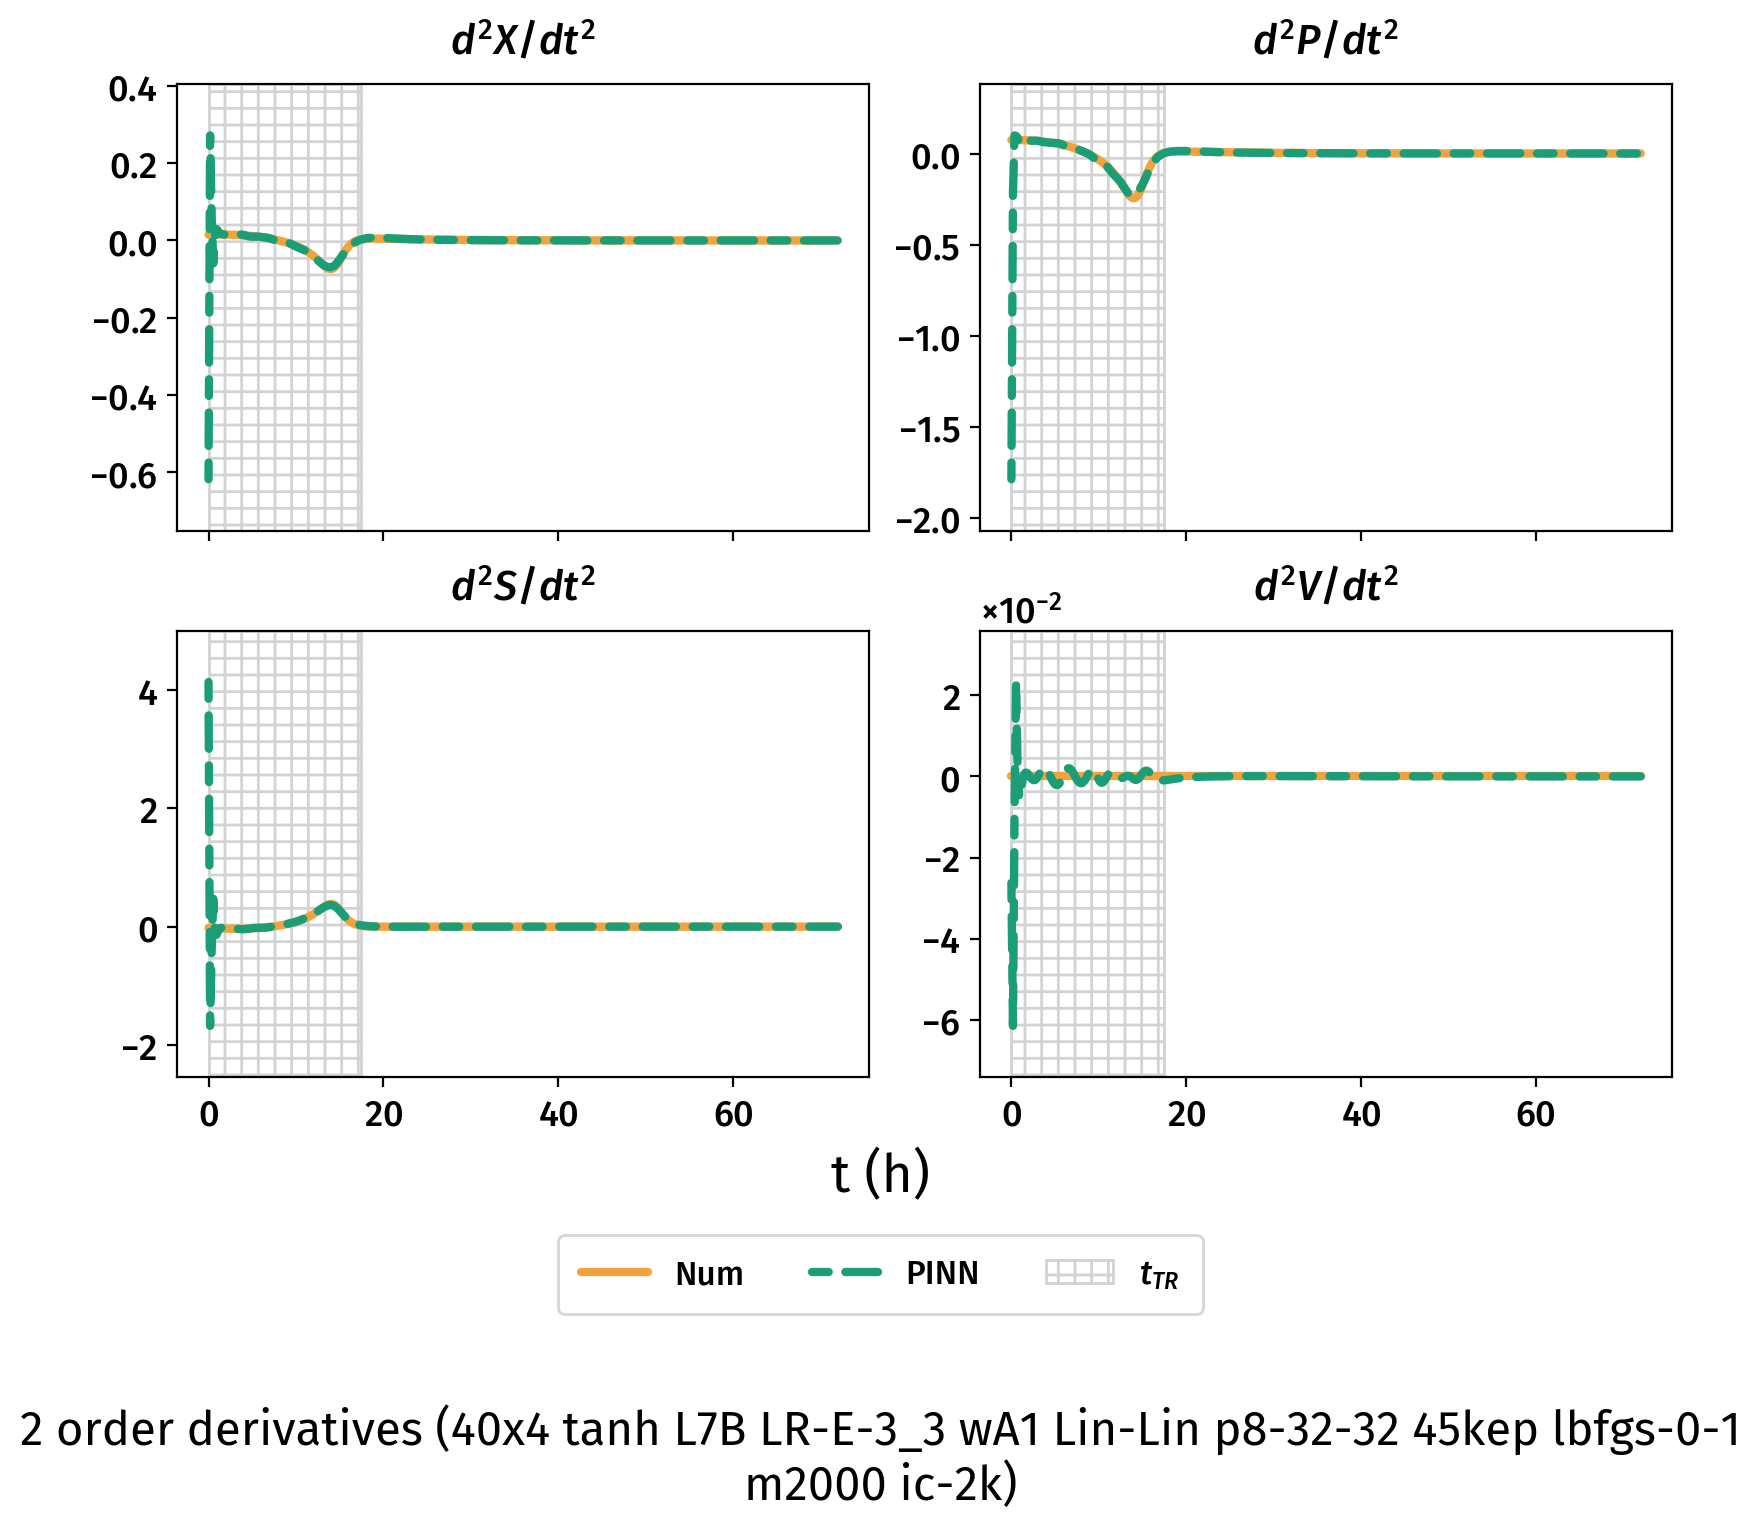 d²X/dt²
d²P/dt²
0.4
0.2
0.0
−0.2
−0.4
−0.6
0.0
−0.5
−1.0
−1.5
−2.0
d²S/dt²
d²V/dt²
×10⁻²
4
2
0
−2
2
0
−2
−4
−6
0 20 40 60
0 20 40 60
t (h)
Num PINN t_TR
2 order derivatives (40x4 tanh L7B LR-E-3_3 wA1 Lin-Lin p8-32-32 45kep lbfgs-0-1
m2000 ic-2k)